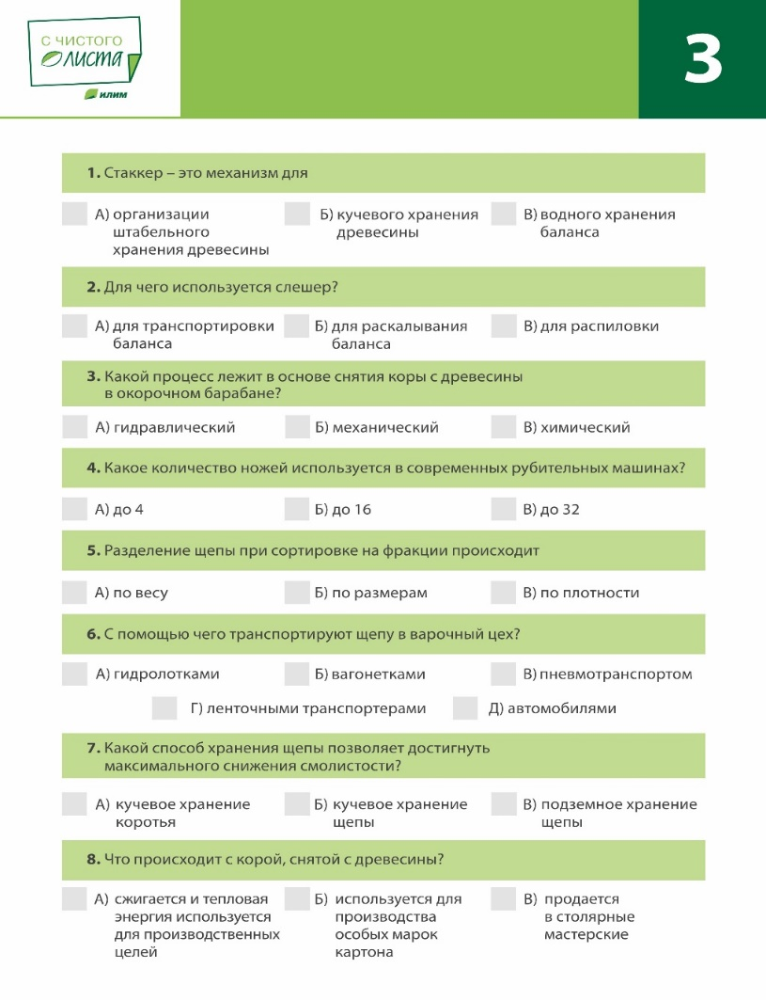 С ЧИСТОГО
ЛИСТА
илим
3
1. Стаккер – это механизм для
А) организации
штабельного
хранения древесины
Б) кучевого хранения
древесины
В) водного хранения
баланса
2. Для чего используется слешер?
А) для транспортировки
баланса
Б) для раскалывания
баланса
В) для распиловки
3. Какой процесс лежит в основе снятия коры с древесины
в окорочном барабане?
А) гидравлический
Б) механический
В) химический
4. Какое количество ножей используется в современных рубительных машинах?
А) до 4
Б) до 16
В) до 32
5. Разделение щепы при сортировке на фракции происходит
А) по весу
Б) по размерам
В) по плотности
6. С помощью чего транспортируют щепу в варочный цех?
А) гидролотками
Б) вагонетками
В) пневмотранспортом
Г) ленточными транспортерами
Д) автомобилями
7. Какой способ хранения щепы позволяет достигнуть
максимального снижения смолистости?
А) кучевое хранение
коротья
Б) кучевое хранение
щепы
В) подземное хранение
щепы
8. Что происходит с корой, снятой с древесины?
А) сжигается и тепловая
энергия используется
для производственных
целей
Б) используется для
производства
особых марок
картона
В) продается
в столярные
мастерские